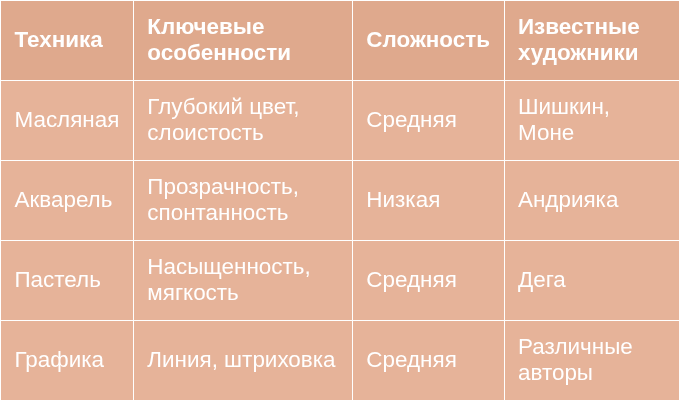 Техника
Ключевые
особенности
Сложность
Известные
художники
Масляная
Глубокий цвет,
слоистость
Средняя
Шишкин,
Моне
Акварель
Прозрачность,
спонтанность
Низкая
Андрияка
Пастель
Насыщенность,
мягкость
Средняя
Дега
Графика
Линия, штриховка
Средняя
Различные
авторы